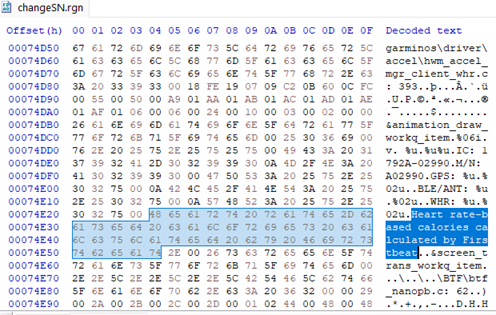 changeSN.rgn
Offset(h) 00 01 02 03 04 05 06 07 08 09 0A 0B 0C 0D 0E 0F Decoded text
00074D50 67 61 72 6D 69 6E 6F 73 5C 64 72 69 76 65 72 5C garminos\driver\
00074D60 61 63 63 65 6C 5C 68 77 6D 5F 61 63 63 65 6C 5F accel\hwm_accel_
00074D70 6D 67 72 5F 63 6C 69 65 6E 74 5F 77 68 72 2E 63 mgr_client_whr.c
00074D80 3A 20 33 39 33 00 18 FE 19 07 09 C2 0B 60 0C FC : 393..þ...Â.`.ü
00074D90 00 55 00 50 00 A9 01 AA 01 AB 01 AC 01 AD 01 AE .U.P.©.ª.«.¬..®
00074DA0 01 AF 01 06 00 06 00 24 00 10 00 03 00 02 00 00 .¯.....$........
00074DB0 26 61 6E 69 6D 61 74 69 6F 6E 5F 64 72 61 77 5F &animation_draw_
00074DC0 77 6F 72 6B 71 5F 69 74 65 6D 00 25 30 36 69 00 workq_item.%06i.
00074DD0 76 2E 20 25 75 2E 25 75 25 75 00 49 43 3A 20 31 v. %u.%u%u.IC: 1
00074DE0 37 39 32 41 2D 30 32 39 39 30 0A 4D 2F 4E 3A 20 792A-02990.M/N:
00074DF0 41 30 32 39 39 30 00 47 50 53 3A 20 25 75 2E 25 A02990.GPS: %u.%
00074E00 30 32 75 00 0A 42 4C 45 2F 41 4E 54 3A 20 25 75 02u..BLE/ANT: %u
00074E10 2E 25 30 32 75 00 0A 57 48 52 3A 20 25 75 2E 25 .%02u..WHR: %u.%
00074E20 30 32 75 00 48 65 61 72 74 20 72 61 74 65 2D 62 02u.Heart rate-b
00074E30 61 73 65 64 20 63 61 6C 6F 72 69 65 73 20 63 61 ased calories ca
00074E40 6C 63 75 6C 61 74 65 64 20 62 79 20 46 69 72 73 lculated by Firs
00074E50 74 62 65 61 74 2E 00 26 73 63 72 65 65 6E 5F 74 tbeat..&screen_t
00074E60 72 61 6E 73 5F 77 6F 72 6B 71 5F 69 74 65 6D 00 rans_workq_item.
00074E70 2E 2E 5C 2E 2E 5C 2E 2E 5C 42 54 46 5C 62 74 66 ..\..\..\BTF\btf
00074E80 5F 6E 61 6E 6F 70 62 2E 63 3A 20 36 32 00 00 29 _nanopb.c: 62..)
00074E90 00 2A 00 2B 00 2C 00 2D 00 01 02 44 00 48 00 48 .*.+.,.-...D.H.H